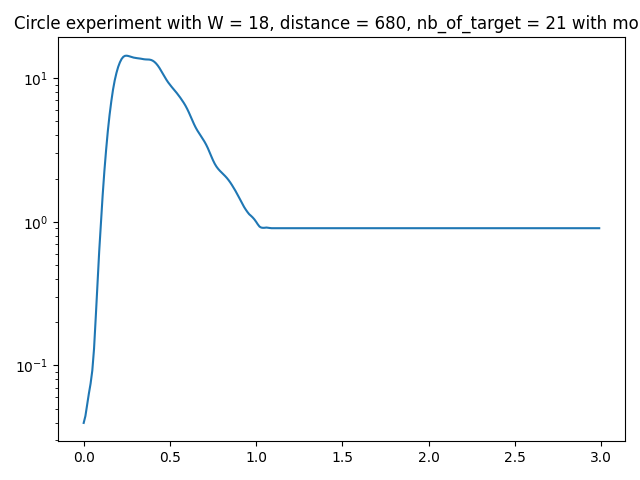 Circle experiment with W = 18, distance = 680, nb_of_target = 21 with mo
10¹
10⁰
10⁻¹
0.0 0.5 1.0 1.5 2.0 2.5 3.0